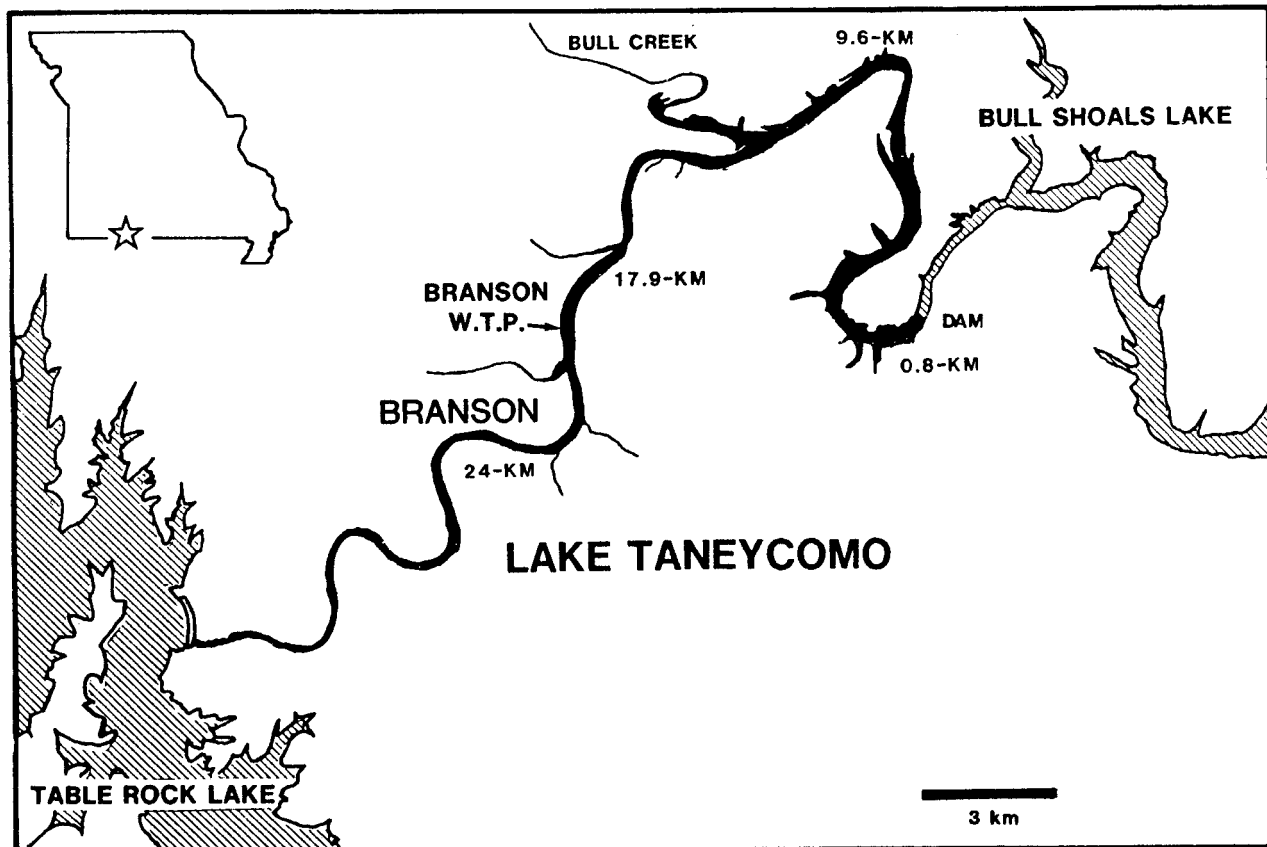 BULL CREEK
9.6-KM
BULL SHOALS LAKE
17.9-KM
BRANSON
W.T.P.
DAM
0.8-KM
BRANSON
24-KM
LAKE TANEYCOMO
TABLE ROCK LAKE
3 km